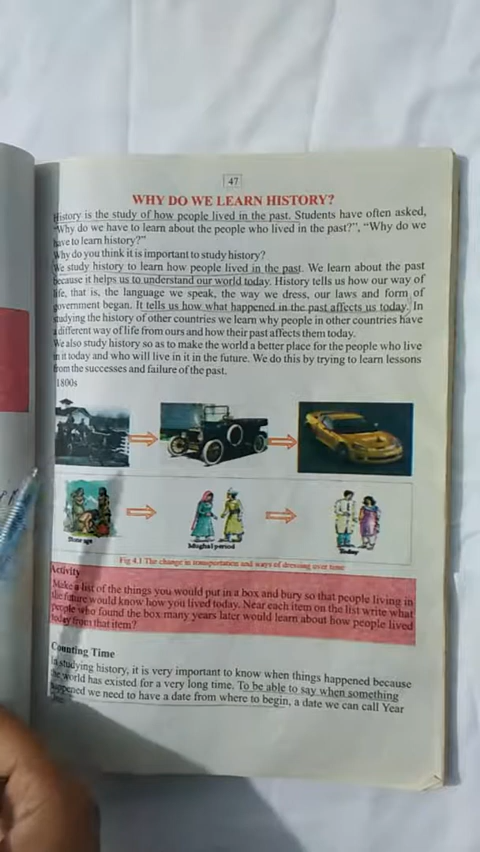 47
WHY DO WE LEARN HISTORY?
History is the study of how people lived in the past. Students have often asked,
"Why do we have to learn about the people who lived in the past?", "Why do we
have to learn history?"
Why do you think it is important to study history?
We study history to learn how people lived in the past. We learn about the past
because it helps us to understand our world today. History tells us how our way of
life, that is, the language we speak, the way we dress, our laws and form of
government began. It tells us how what happened in the past affects us today. In
studying the history of other countries we learn why people in other countries have
a different way of life from ours and how their past affects them today.
We also study history so as to make the world a better place for the people who live
in it today and who will live in it in the future. We do this by trying to learn lessons
from the successes and failure of the past.
1800s
Stone age
Mughal period
Today
Fig 4.1 The change in transportation and ways of dressing over time
Activity
Make a list of the things you would put in a box and bury so that people living in
the future would know how you lived today. Near each item on the list write what
people who found the box many years later would learn about how people lived
today from that item?
Counting Time
In studying history, it is very important to know when things happened because
the world has existed for a very long time. To be able to say when something
happened we need to have a date from where to begin, a date we can call Year